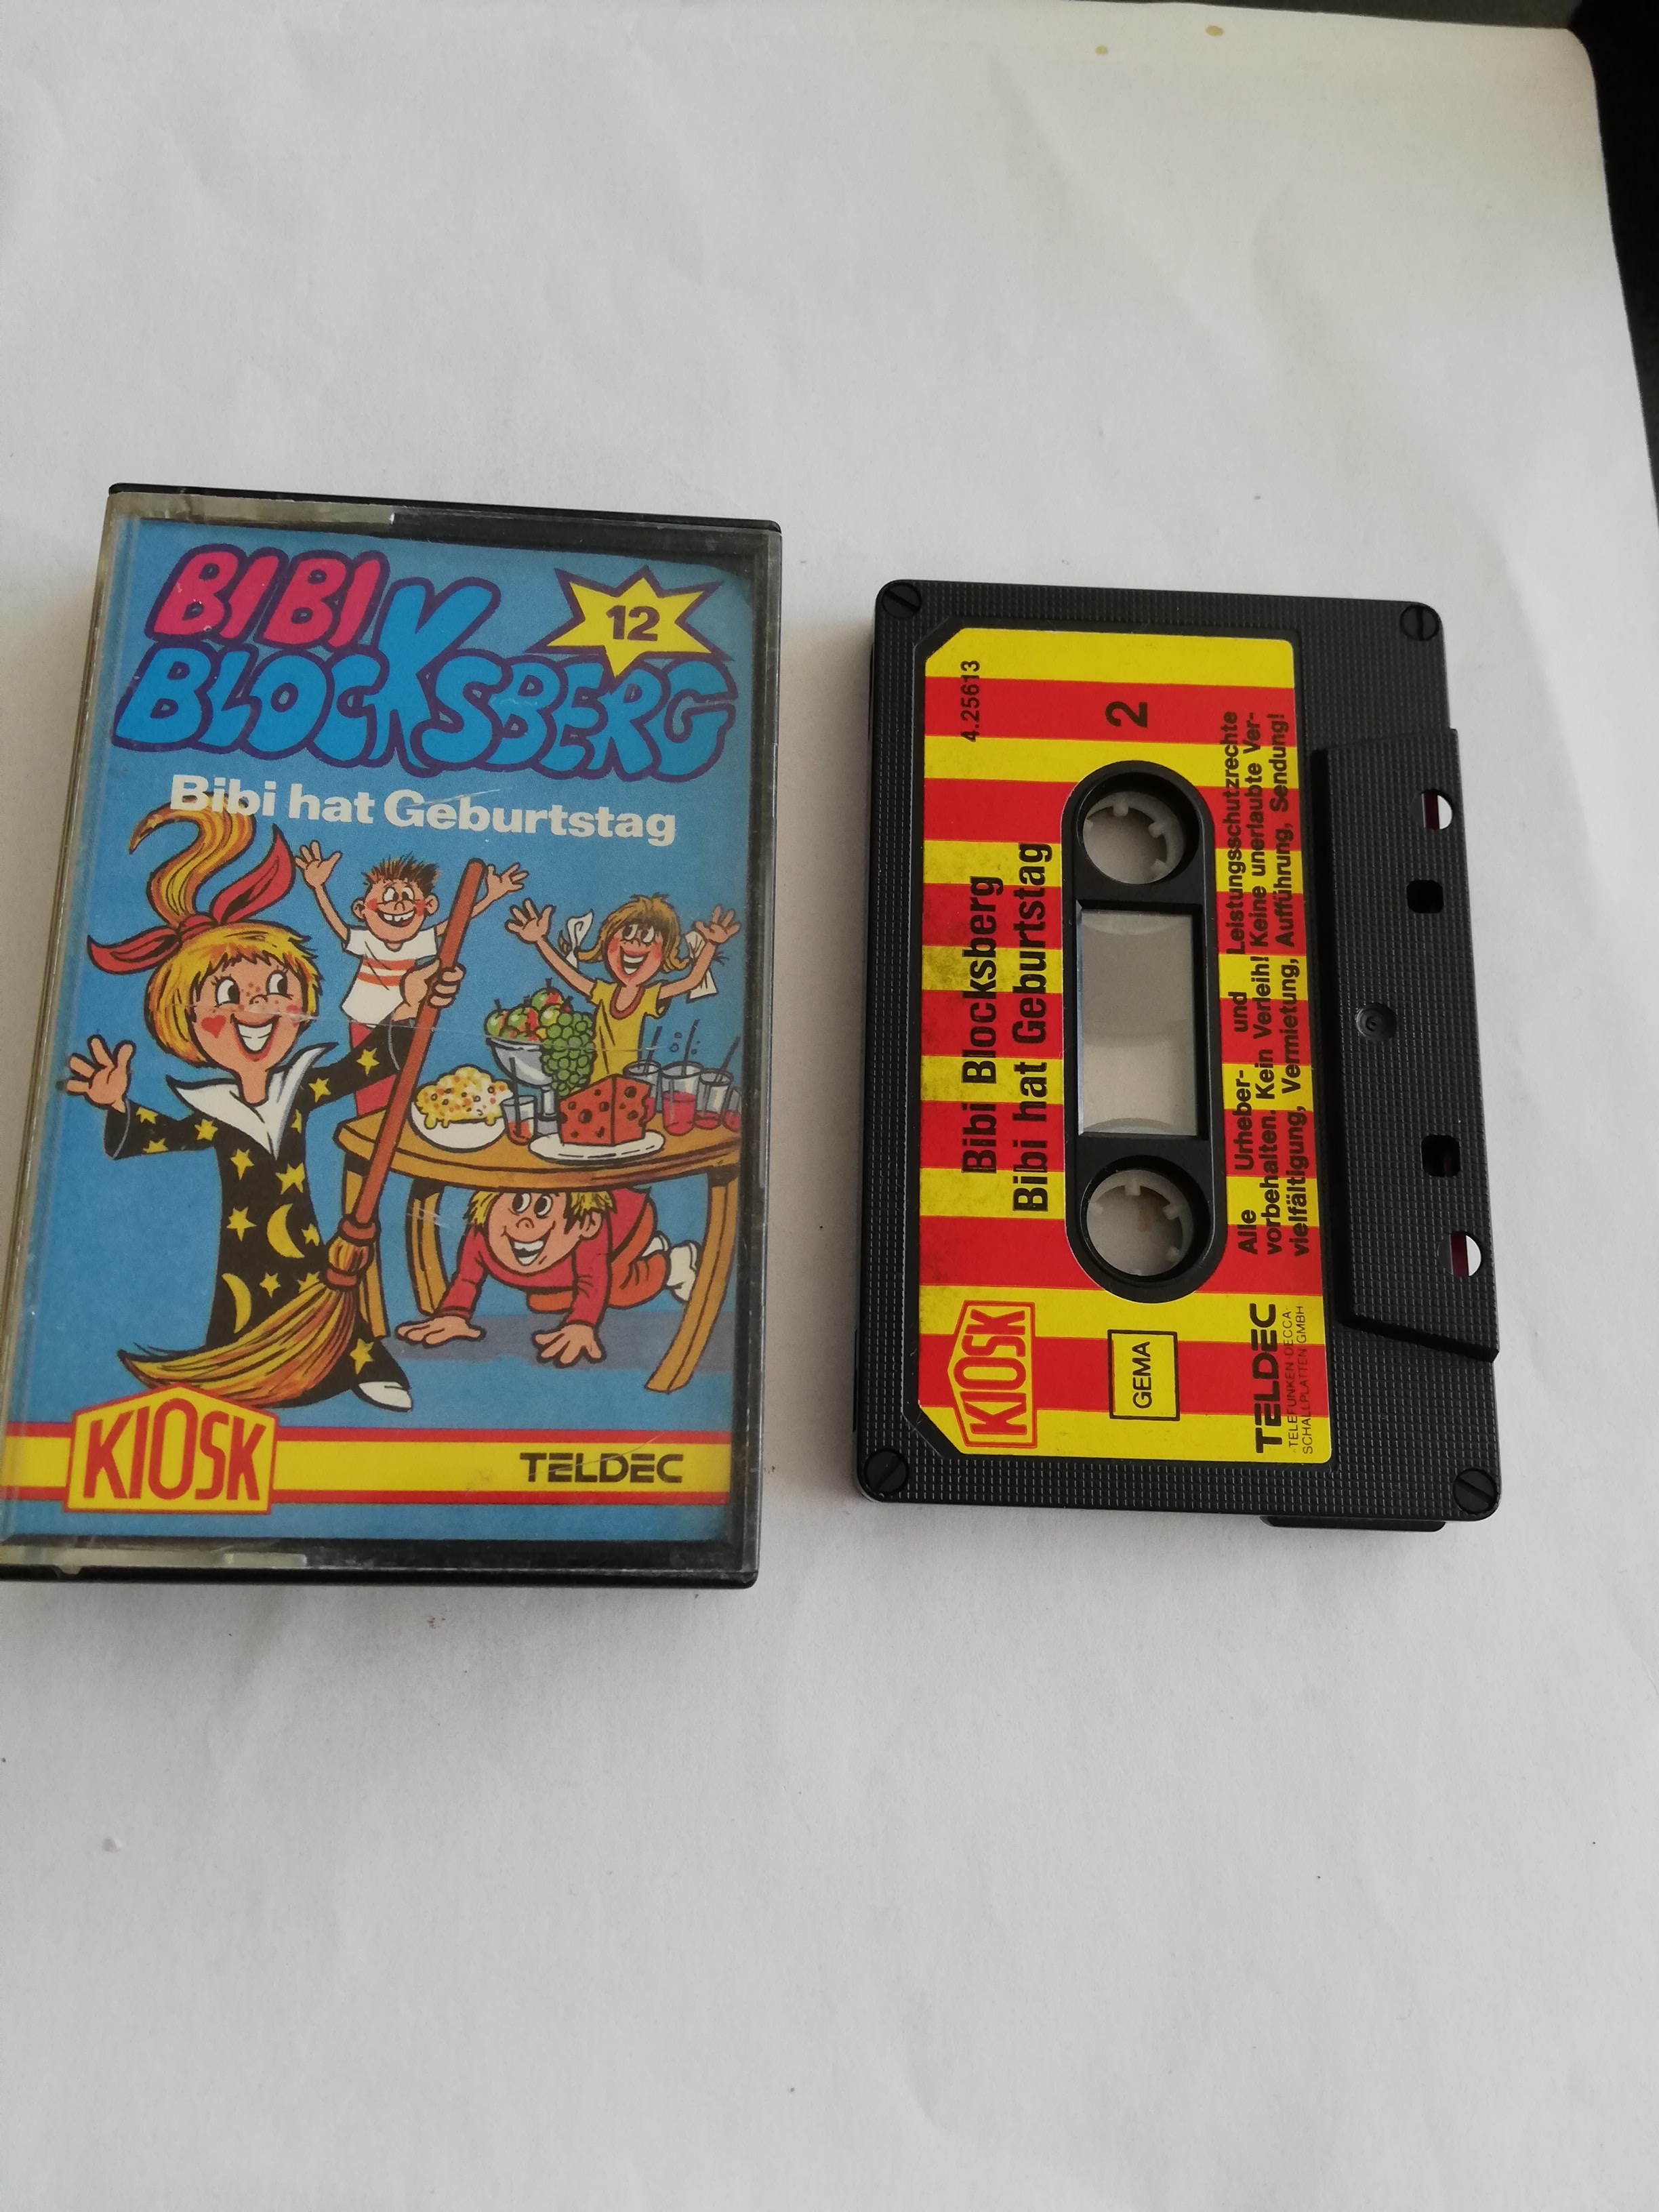 BIBI
BLOCKSBERG
12
Bibi hat Geburtstag
KIOSK
TELDEC
4.25613
Bibi Blocksberg
Bibi hat Geburtstag
2
KIOSK
GEMA
Alle Urheber- und Leistungsschutzrechte
vorbehalten. Kein Verleih! Keine unerlaubte Ver-
vielfältigung, Vermietung, Aufführung, Sendung!
TELDEC
-TELEFUNKEN DECCA-
SCHALLPLATTEN GMBH